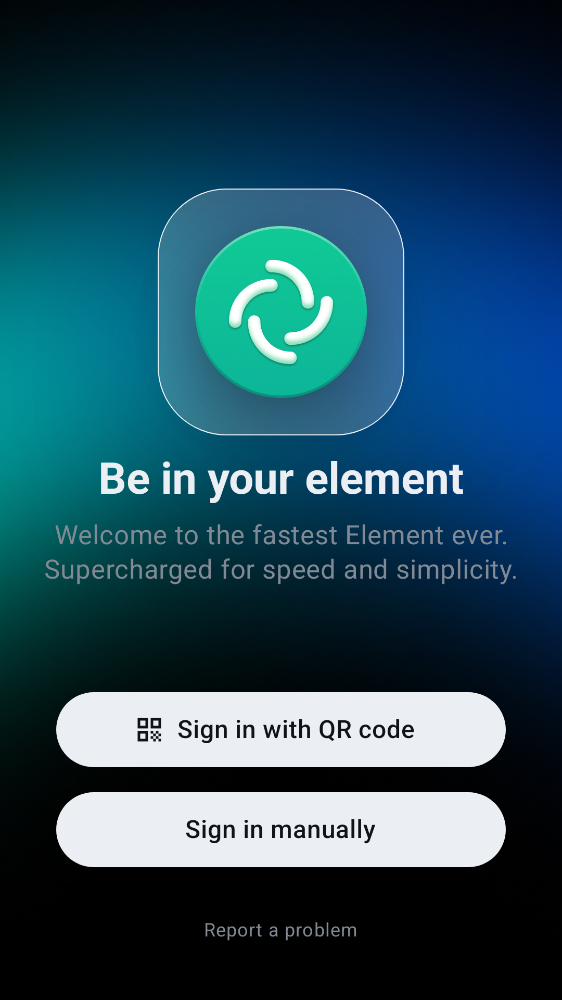 Be in your element
Welcome to the fastest Element ever.
Supercharged for speed and simplicity.
Sign in with QR code
Sign in manually
Report a problem